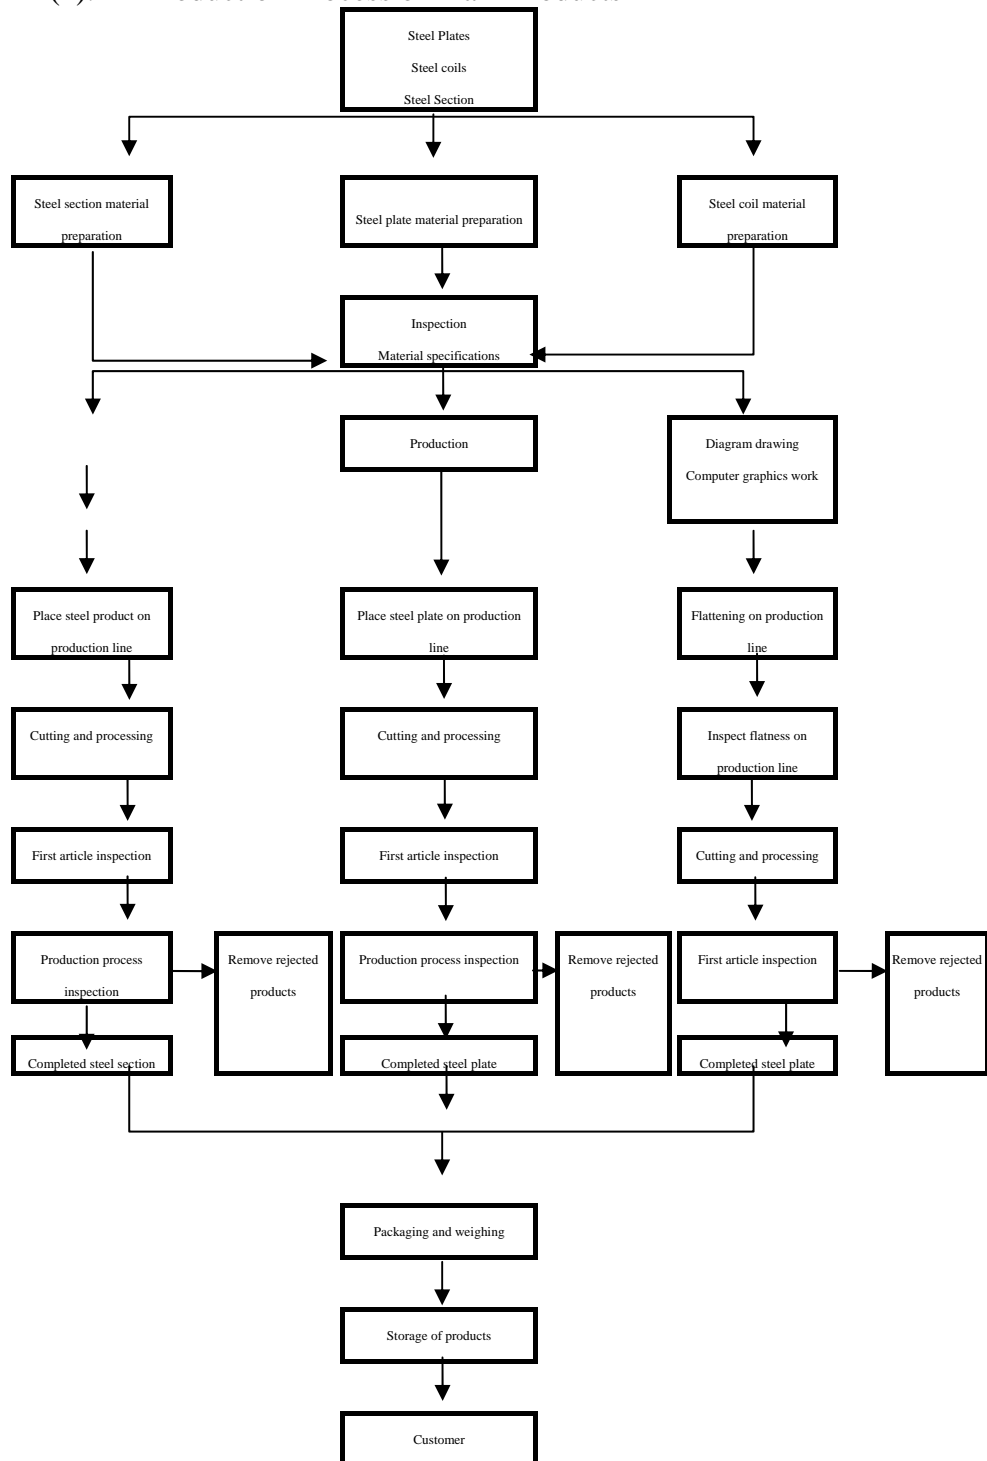 Steel Plates
Steel coils
Steel Section
Steel section material
preparation
Steel plate material preparation
Steel coil material
preparation
Inspection
Material specifications
Production
Diagram drawing
Computer graphics work
Place steel product on
production line
Place steel plate on production
line
Flattening on production
line
Cutting and processing
Cutting and processing
Inspect flatness on
production line
First article inspection
First article inspection
Cutting and processing
Production process
inspection
Remove rejected
products
Production process inspection
Remove rejected
products
First article inspection
Remove rejected
products
Completed steel section
Completed steel plate
Completed steel plate
Packaging and weighing
Storage of products
Customer